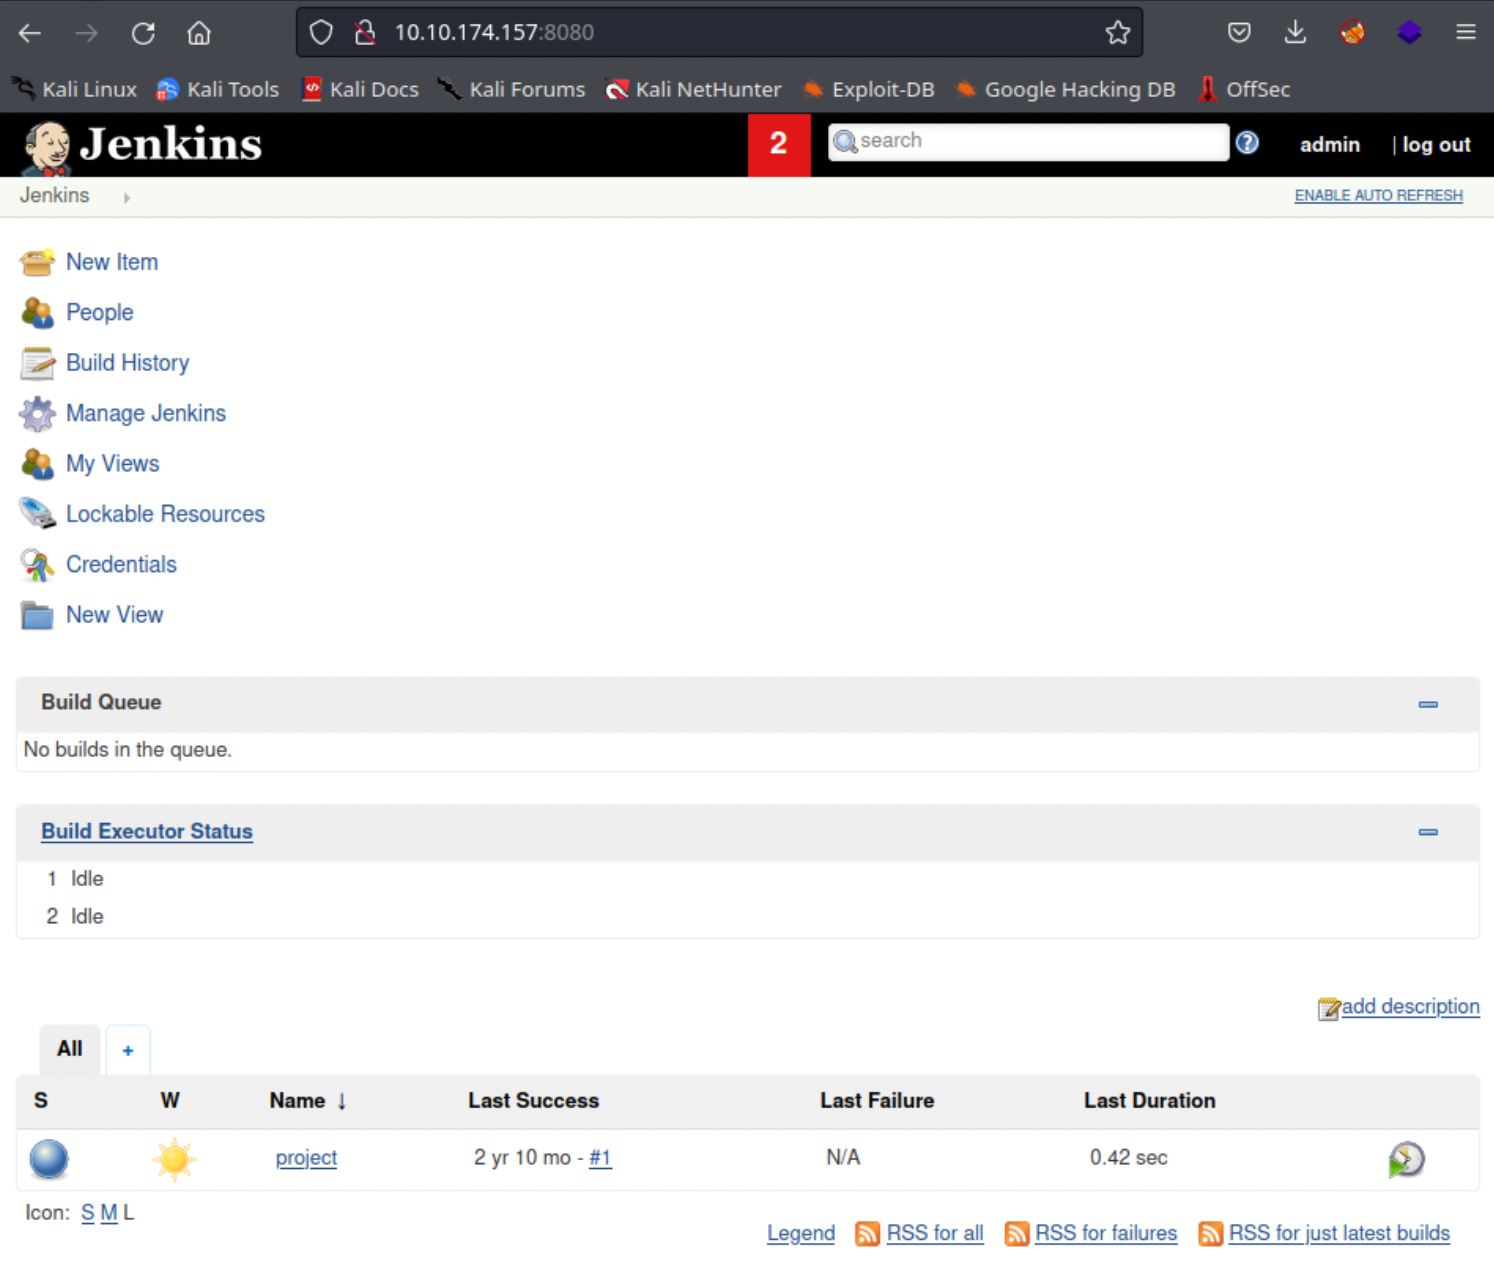 10.10.174.157:8080
Kali Linux Kali Tools Kali Docs Kali Forums Kali NetHunter Exploit-DB Google Hacking DB OffSec
Jenkins 2 search admin | log out
Jenkins ENABLE AUTO REFRESH
New Item
People
Build History
Manage Jenkins
My Views
Lockable Resources
Credentials
New View
Build Queue
No builds in the queue.
Build Executor Status
1 Idle
2 Idle
add description
All +
S W Name ↓ Last Success Last Failure Last Duration
project 2 yr 10 mo - #1 N/A 0.42 sec
Icon: S M L
Legend RSS for all RSS for failures RSS for just latest builds